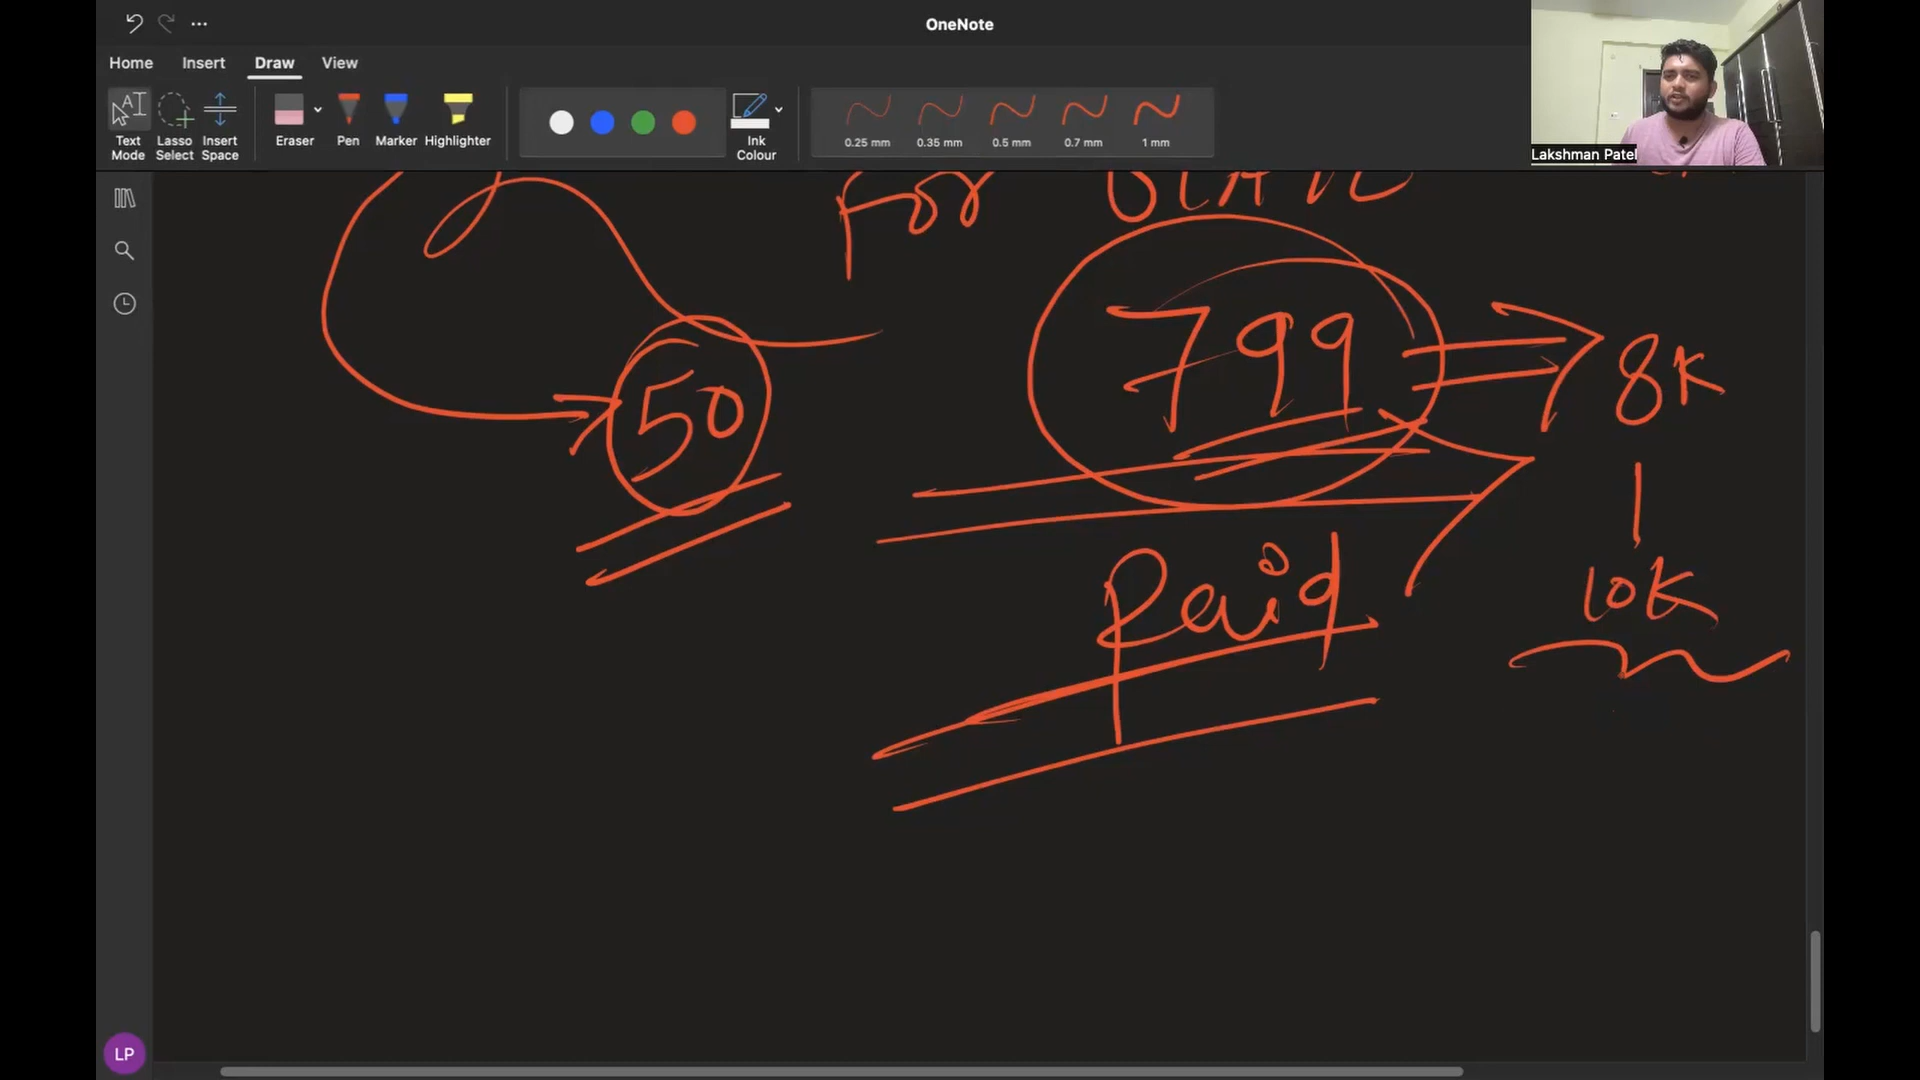 OneNote
Home Insert Draw View
Text Mode
Lasso Select
Insert Space
Eraser
Pen
Marker
Highlighter
Ink Colour
0.25 mm
0.35 mm
0.5 mm
0.7 mm
1 mm
Lakshman Patel
For
799
8K
50
Paid
10K
LP